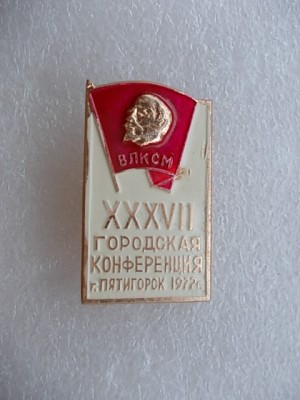 ВЛКСМ
XXXVII
ГОРОДСКАЯ
КОНФЕРЕНЦИЯ
г. ПЯТИГОРСК 1977г.